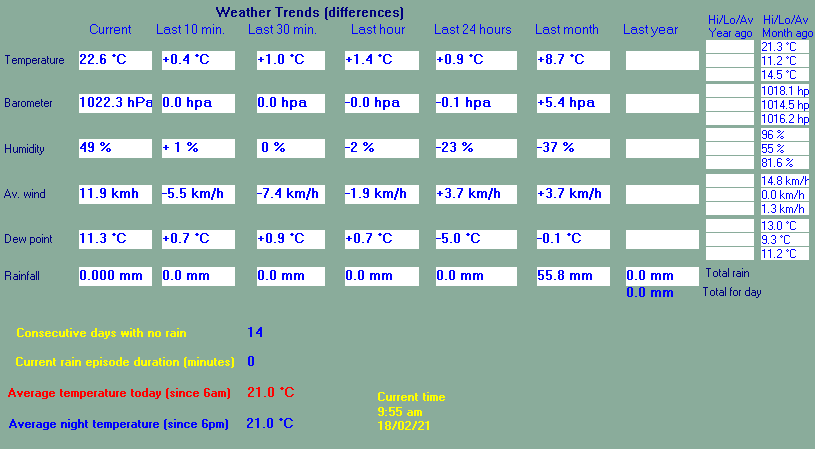 Weather Trends (differences)
Current Last 10 min. Last 30 min. Last hour Last 24 hours Last month Last year Hi/Lo/Av Year ago Hi/Lo/Av Month ago
Temperature 22.6 °C +0.4 °C +1.0 °C +1.4 °C +0.9 °C +8.7 °C
21.3 °C
11.2 °C
14.5 °C
Barometer 1022.3 hPa 0.0 hpa 0.0 hpa -0.0 hpa -0.1 hpa +5.4 hpa
1018.1 hp
1014.5 hp
1016.2 hp
Humidity 49 % + 1 % 0 % -2 % -23 % -37 %
96 %
55 %
81.6 %
Av. wind 11.9 kmh -5.5 km/h -7.4 km/h -1.9 km/h +3.7 km/h +3.7 km/h
14.8 km/h
0.0 km/h
1.3 km/h
Dew point 11.3 °C +0.7 °C +0.9 °C +0.7 °C -5.0 °C -0.1 °C
13.0 °C
9.3 °C
11.2 °C
Rainfall 0.000 mm 0.0 mm 0.0 mm 0.0 mm 0.0 mm 55.8 mm 0.0 mm Total rain
0.0 mm Total for day
Consecutive days with no rain 14
Current rain episode duration (minutes) 0
Average temperature today (since 6am) 21.0 °C
Average night temperature (since 6pm) 21.0 °C
Current time
9:55 am
18/02/21